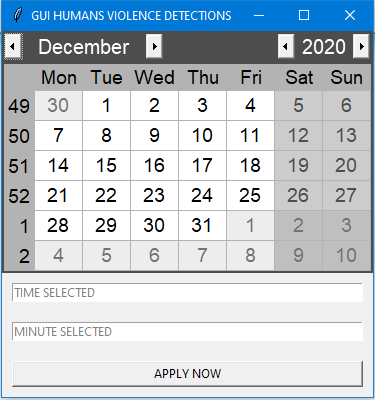 GUI HUMANS VIOLENCE DETECTIONS
December 2020
Mon Tue Wed Thu Fri Sat Sun
49 30 1 2 3 4 5 6
50 7 8 9 10 11 12 13
51 14 15 16 17 18 19 20
52 21 22 23 24 25 26 27
1 28 29 30 31 1 2 3
2 4 5 6 7 8 9 10
TIME SELECTED
MINUTE SELECTED
APPLY NOW